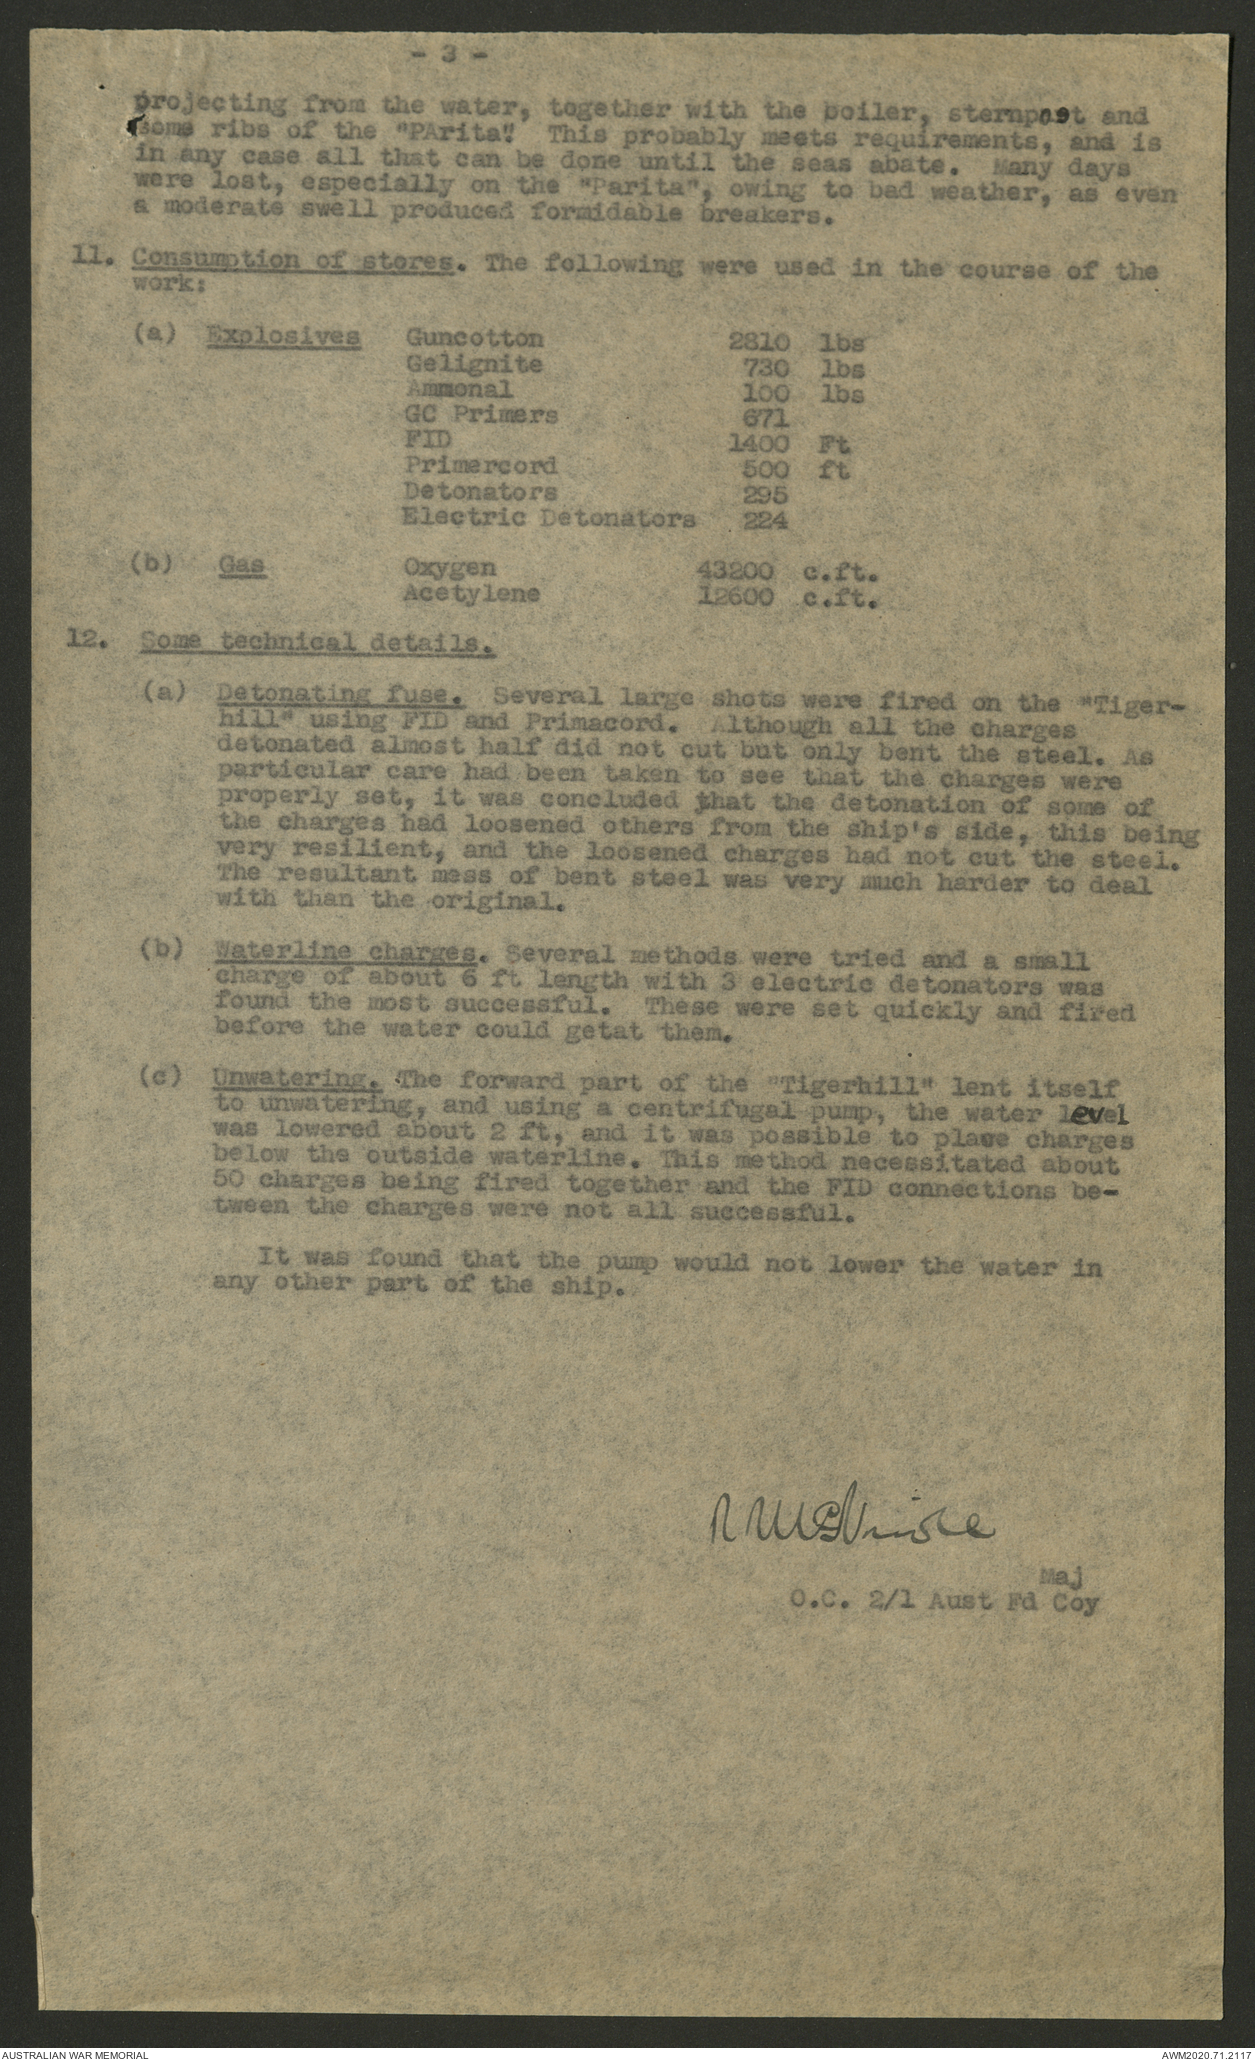 - 3 -
projecting from the water, together with the boiler, sternpost and
some ribs of the "PArita". This probably meets requirements, and is
in any case all that can be done until the seas abate. Many days
were lost, especially on the "Parita", owing to bad weather, as even
a moderate swell produced formidable breakers.
11. Consumption of stores. The following were used in the course of the
work:
(a) Explosives Guncotton 2810 lbs
Gelignite 730 lbs
Ammonal 100 lbs
GC Primers 671
FID 1400 Ft
Primercord 500 ft
Detonators 295
Electric Detonators 224
(b) Gas Oxygen 43200 c.ft.
Acetylene 12600 c.ft.
12. Some technical details.
(a) Detonating fuse. Several large shots were fired on the "Tiger-
hill" using FID and Primacord. Although all the charges
detonated almost half did not cut but only bent the steel. As
particular care had been taken to see that the charges were
properly set, it was concluded that the detonation of some of
the charges had loosened others from the ship's side, this being
very resilient, and the loosened charges had not cut the steel.
The resultant mess of bent steel was very much harder to deal
with than the original.
(b) Waterline charges. Several methods were tried and a small
charge of about 6 ft length with 3 electric detonators was
found the most successful. These were set quickly and fired
before the water could getat them.
(c) Unwatering. The forward part of the "Tigerhill" lent itself
to unwatering, and using a centrifugal pump, the water level
was lowered about 2 ft, and it was possible to place charges
below the outside waterline. This method necessitated about
50 charges being fired together and the FID connections be-
tween the charges were not all successful.
It was found that the pump would not lower the water in
any other part of the ship.
Maj
O.C. 2/1 Aust Fd Coy
AUSTRALIAN WAR MEMORIAL
AWM2020.71.2117